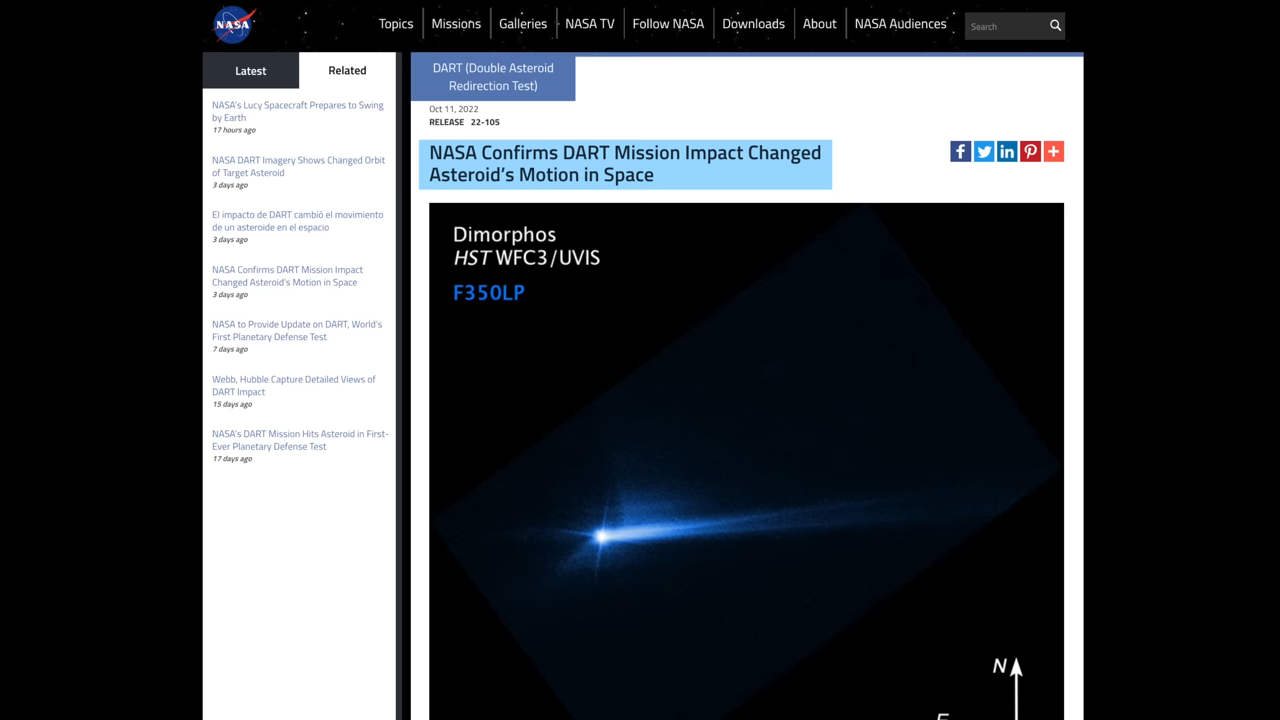 NASA
Topics
Missions
Galleries
NASA TV
Follow NASA
Downloads
About
NASA Audiences
Search
Latest
Related
NASA's Lucy Spacecraft Prepares to Swing
by Earth
17 hours ago
NASA DART Imagery Shows Changed Orbit
of Target Asteroid
3 days ago
El impacto de DART cambió el movimiento
de un asteroide en el espacio
3 days ago
NASA Confirms DART Mission Impact
Changed Asteroid's Motion in Space
3 days ago
NASA to Provide Update on DART, World's
First Planetary Defense Test
7 days ago
Webb, Hubble Capture Detailed Views of
DART Impact
15 days ago
NASA's DART Mission Hits Asteroid in First-
Ever Planetary Defense Test
17 days ago
DART (Double Asteroid
Redirection Test)
Oct 11, 2022
RELEASE 22-105
NASA Confirms DART Mission Impact Changed
Asteroid's Motion in Space
Dimorphos
HST WFC3/UVIS
F350LP
N
E